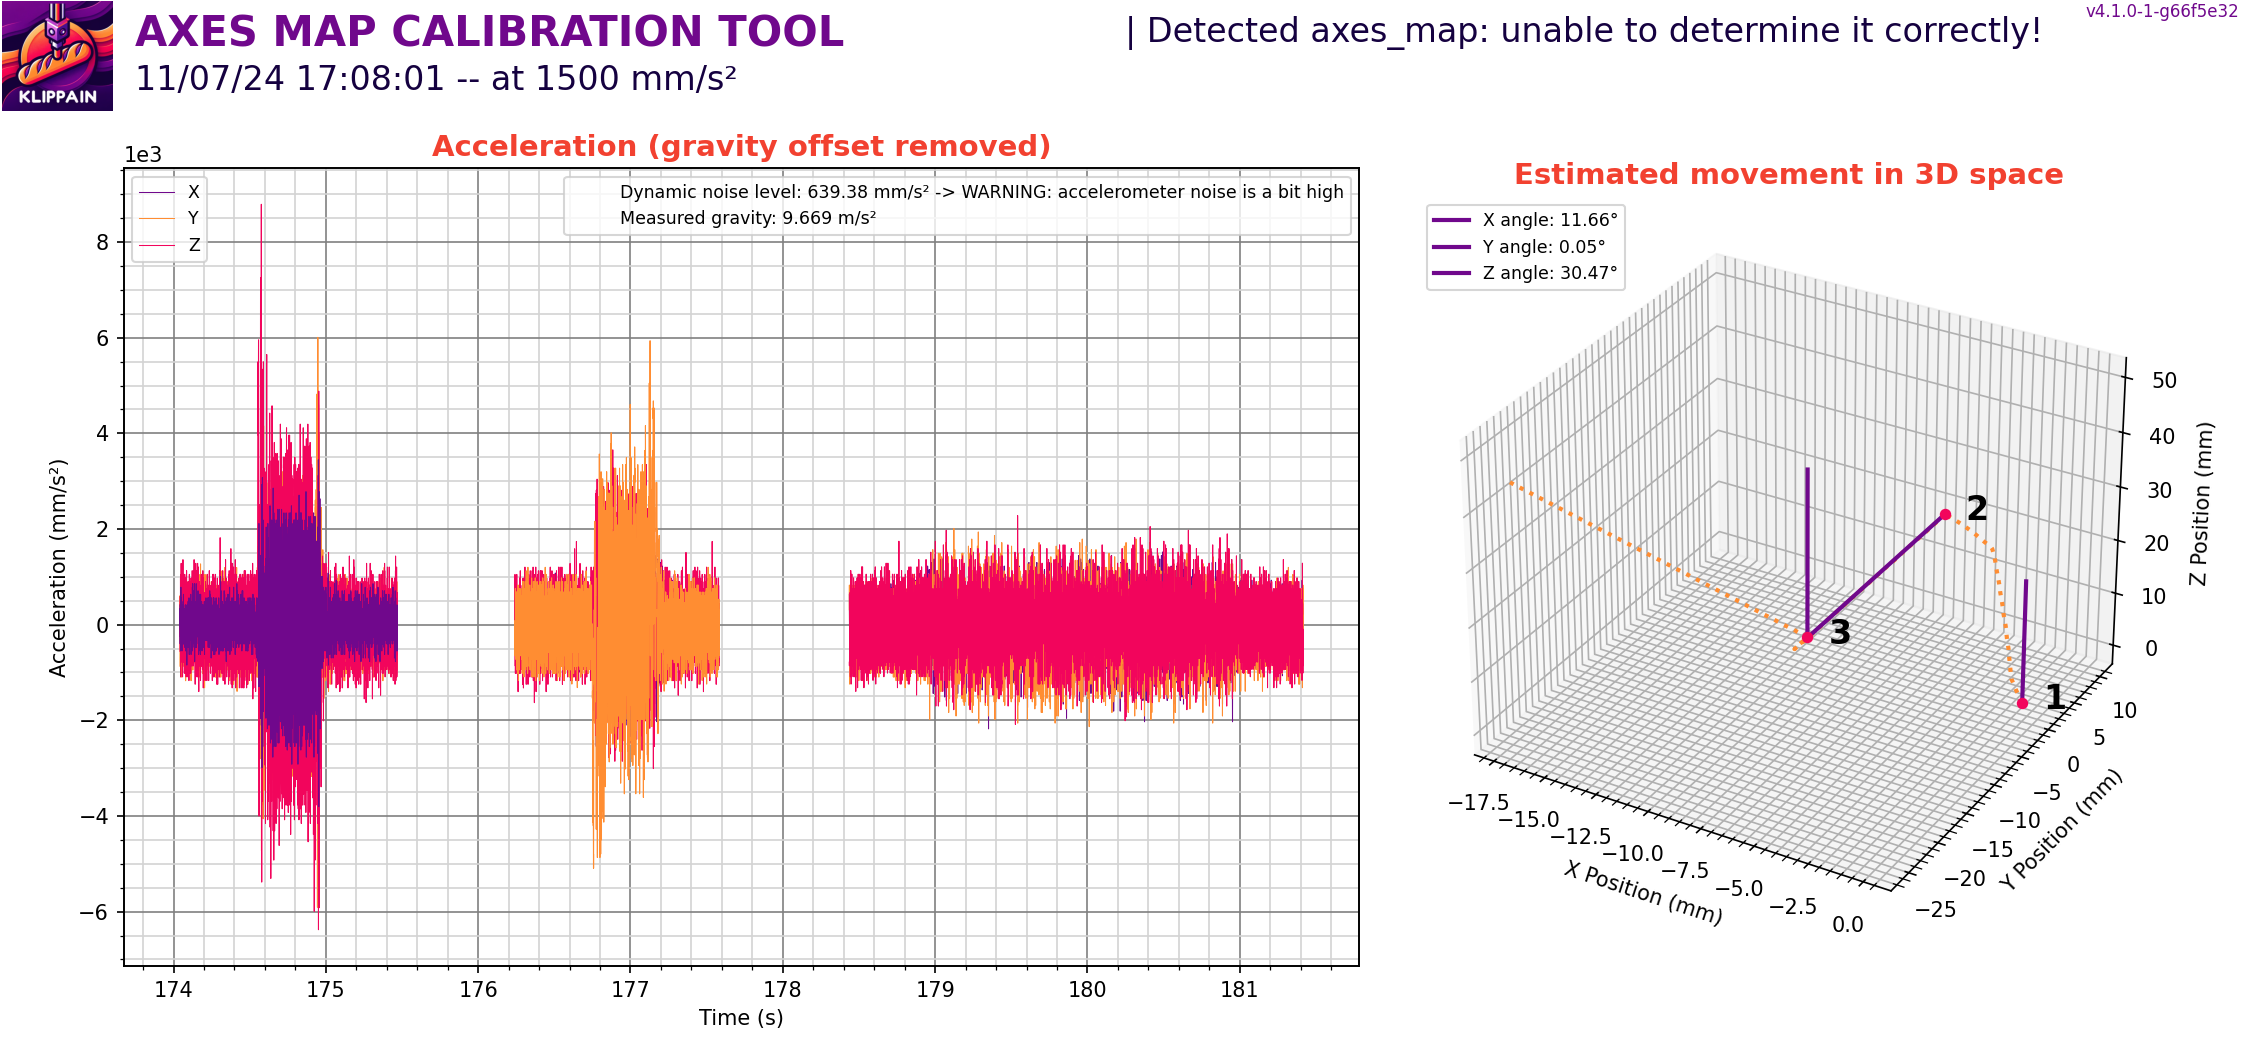 AXES MAP CALIBRATION TOOL
| Detected axes_map: unable to determine it correctly!
v4.1.0-1-g66f5e32
11/07/24 17:08:01 -- at 1500 mm/s²
KLIPPAIN
Acceleration (gravity offset removed)
1e3
X
Y
Z
Dynamic noise level: 639.38 mm/s² -> WARNING: accelerometer noise is a bit high
Measured gravity: 9.669 m/s²
8
6
4
2
0
−2
−4
−6
Acceleration (mm/s²)
174
175
176
177
178
179
180
181
Time (s)
Estimated movement in 3D space
X angle: 11.66°
Y angle: 0.05°
Z angle: 30.47°
1
2
3
50
40
30
20
10
0
Z Position (mm)
10
5
0
−5
−10
−15
−20
−25
Y Position (mm)
−17.5
−15.0
−12.5
−10.0
−7.5
−5.0
−2.5
0.0
X Position (mm)